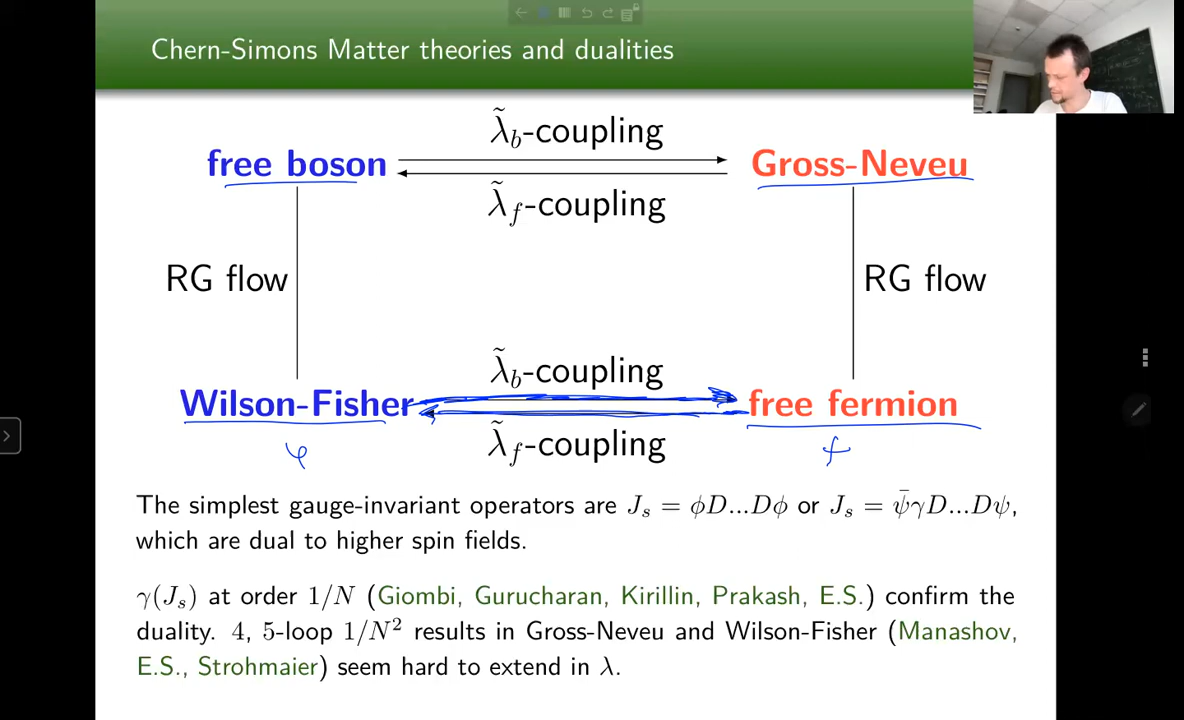 Chern-Simons Matter theories and dualities
λ̃_b-coupling
free boson
Gross-Neveu
λ̃_f-coupling
RG flow
RG flow
λ̃_b-coupling
Wilson-Fisher
free fermion
λ̃_f-coupling
φ
f
The simplest gauge-invariant operators are J_s = ϕD...Dϕ or J_s = ψ̄γD...Dψ,
which are dual to higher spin fields.
γ(J_s) at order 1/N (Giombi, Gurucharan, Kirillin, Prakash, E.S.) confirm the
duality. 4, 5-loop 1/N² results in Gross-Neveu and Wilson-Fisher (Manashov,
E.S., Strohmaier) seem hard to extend in λ.